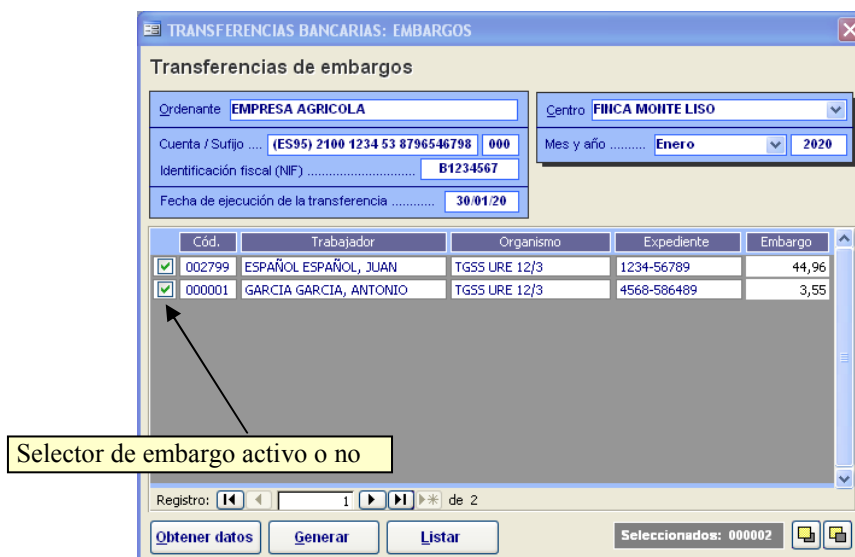 TRANSFERENCIAS BANCARIAS: EMBARGOS
Transferencias de embargos
Ordenante EMPRESA AGRICOLA
Centro FINCA MONTE LISO
Cuenta / Sufijo .... (ES95) 2100 1234 53 8796546798 000
Mes y año ......... Enero 2020
Identificación fiscal (NIF) ............................. B1234567
Fecha de ejecución de la transferencia ............ 30/01/20
Cód. Trabajador Organismo Expediente Embargo
002799 ESPAÑOL ESPAÑOL, JUAN TGSS URE 12/3 1234-56789 44,96
000001 GARCIA GARCIA, ANTONIO TGSS URE 12/3 4568-586489 3,55
Selector de embargo activo o no
Registro: 1 de 2
Obtener datos Generar Listar Seleccionados: 000002